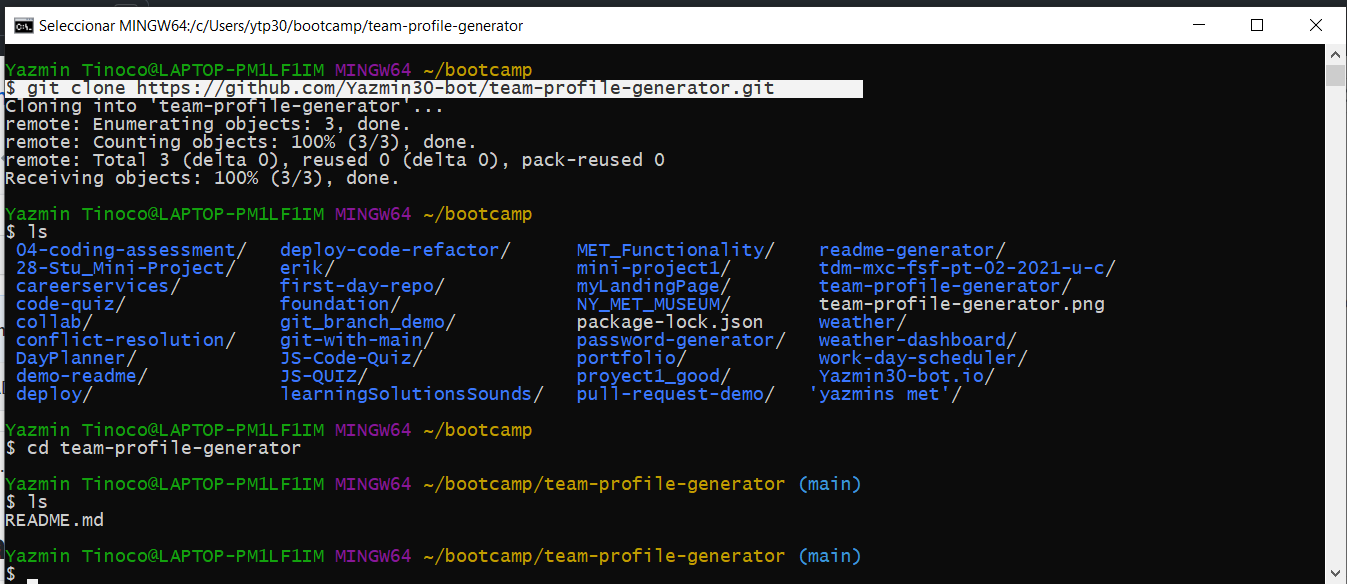 Seleccionar MINGW64:/c/Users/ytp30/bootcamp/team-profile-generator
Yazmin Tinoco@LAPTOP-PM1LF1IM MINGW64 ~/bootcamp
$ git clone https://github.com/Yazmin30-bot/team-profile-generator.git
Cloning into 'team-profile-generator'...
remote: Enumerating objects: 3, done.
remote: Counting objects: 100% (3/3), done.
remote: Total 3 (delta 0), reused 0 (delta 0), pack-reused 0
Receiving objects: 100% (3/3), done.
Yazmin Tinoco@LAPTOP-PM1LF1IM MINGW64 ~/bootcamp
$ ls
04-coding-assessment/ deploy-code-refactor/ MET_Functionality/ readme-generator/
28-Stu_Mini-Project/ erik/ mini-project1/ tdm-mxc-fsf-pt-02-2021-u-c/
careerservices/ first-day-repo/ myLandingPage/ team-profile-generator/
code-quiz/ foundation/ NY_MET_MUSEUM/ team-profile-generator.png
collab/ git_branch_demo/ package-lock.json weather/
conflict-resolution/ git-with-main/ password-generator/ weather-dashboard/
DayPlanner/ JS-Code-Quiz/ portfolio/ work-day-scheduler/
demo-readme/ JS-QUIZ/ proyect1_good/ Yazmin30-bot.io/
deploy/ learningSolutionsSounds/ pull-request-demo/ 'yazmins met'/
Yazmin Tinoco@LAPTOP-PM1LF1IM MINGW64 ~/bootcamp
$ cd team-profile-generator
Yazmin Tinoco@LAPTOP-PM1LF1IM MINGW64 ~/bootcamp/team-profile-generator (main)
$ ls
README.md
Yazmin Tinoco@LAPTOP-PM1LF1IM MINGW64 ~/bootcamp/team-profile-generator (main)
$